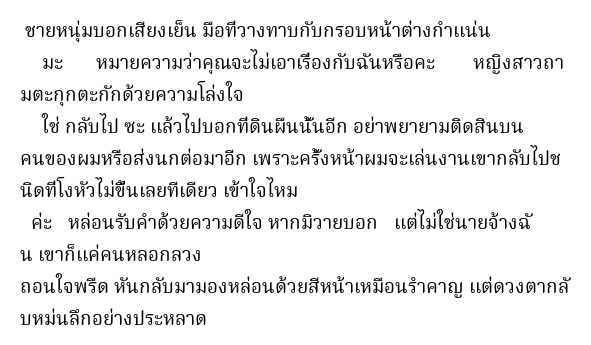 ชายหนุ่มบอกเสียงเย็น มือที่วางทาบกับกรอบหน้าต่างกำแน่น
มะ หมายความว่าคุณจะไม่เอาเรื่องกับฉันหรือคะ หญิงสาวถา
มตะกุกตะกักด้วยความโล่งใจ
ใช่ กลับไป ซะ แล้วไปบอกที่ดินผืนนั้นอีก อย่าพยายามติดสินบน
คนของผมหรือส่งนกต่อมาอีก เพราะครั้งหน้าผมจะเล่นงานเขากลับไปช
นิดที่โงหัวไม่ขึ้นเลยทีเดียว เข้าใจไหม
ค่ะ หล่อนรับคำด้วยความดีใจ หากมิวายบอก แต่ไม่ใช่นายจ้างฉั
น เขาก็แค่คนหลอกลวง
ถอนใจพรืด หันกลับมามองหล่อนด้วยสีหน้าเหมือนรำคาญ แต่ดวงตากลั
บหม่นลึกอย่างประหลาด